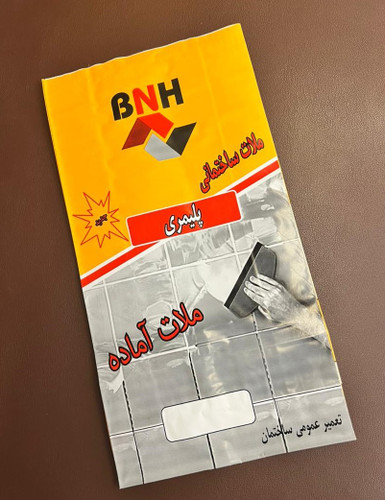 BNH
ملات ساختمانی
پلیمری
ملات آماده
تعمیر عمومی ساختمان